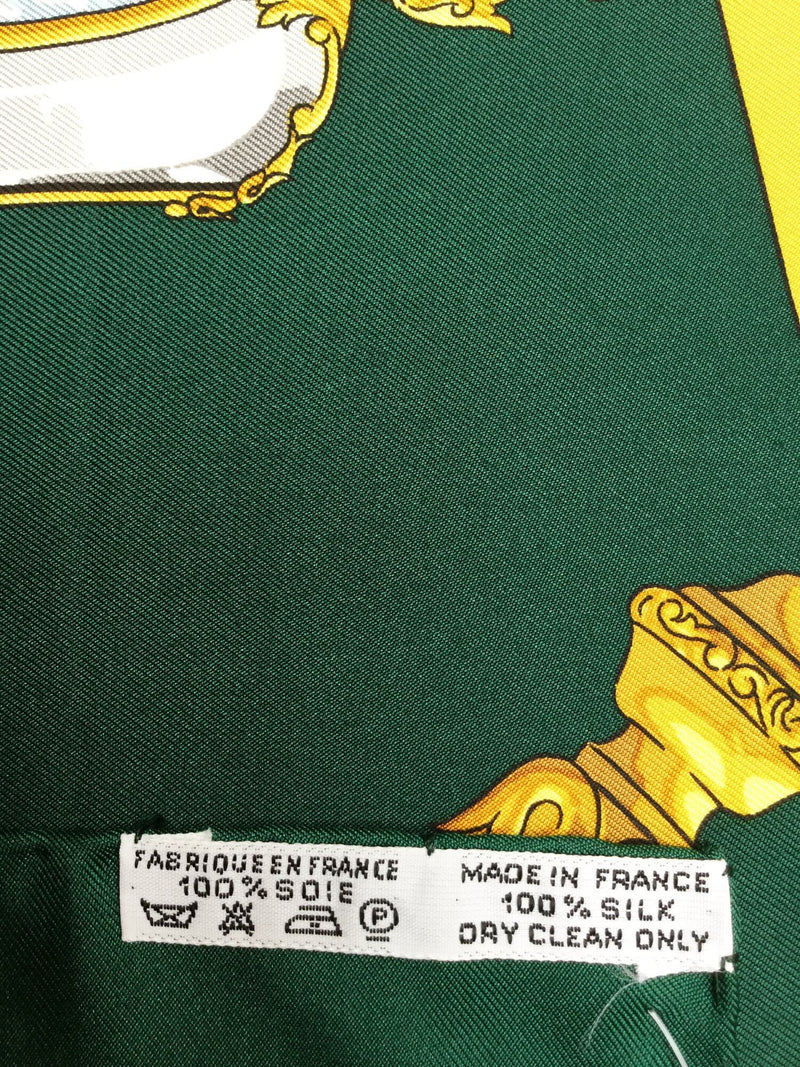 FABRIQUE EN FRANCE
100% SOIE
P
MADE IN FRANCE
100% SILK
DRY CLEAN ONLY